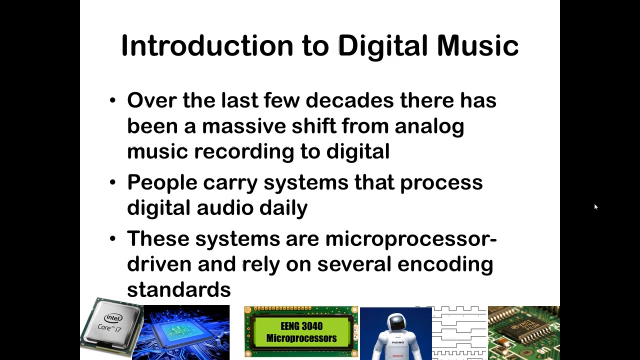 Introduction to Digital Music
• Over the last few decades there has
been a massive shift from analog
music recording to digital
• People carry systems that process
digital audio daily
• These systems are microprocessor-
driven and rely on several encoding
standards
intel
Core™ i7
EENG 3040
Microprocessors